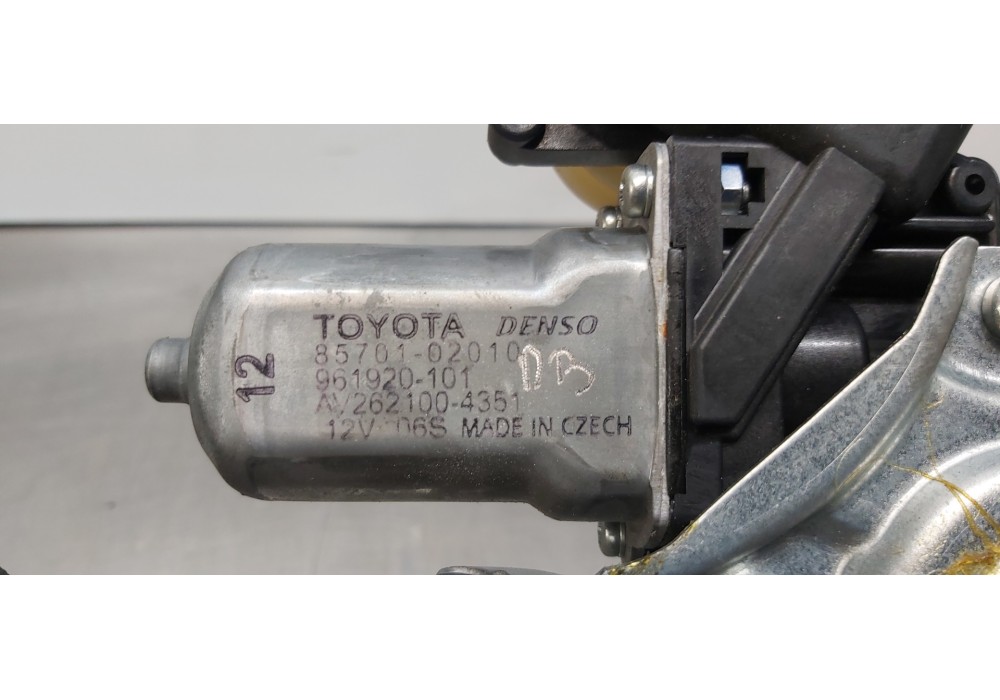 TOYOTA DENSO
85701-02010
961920-101
AV262100-4351
12V 06S MADE IN CZECH
12
DB